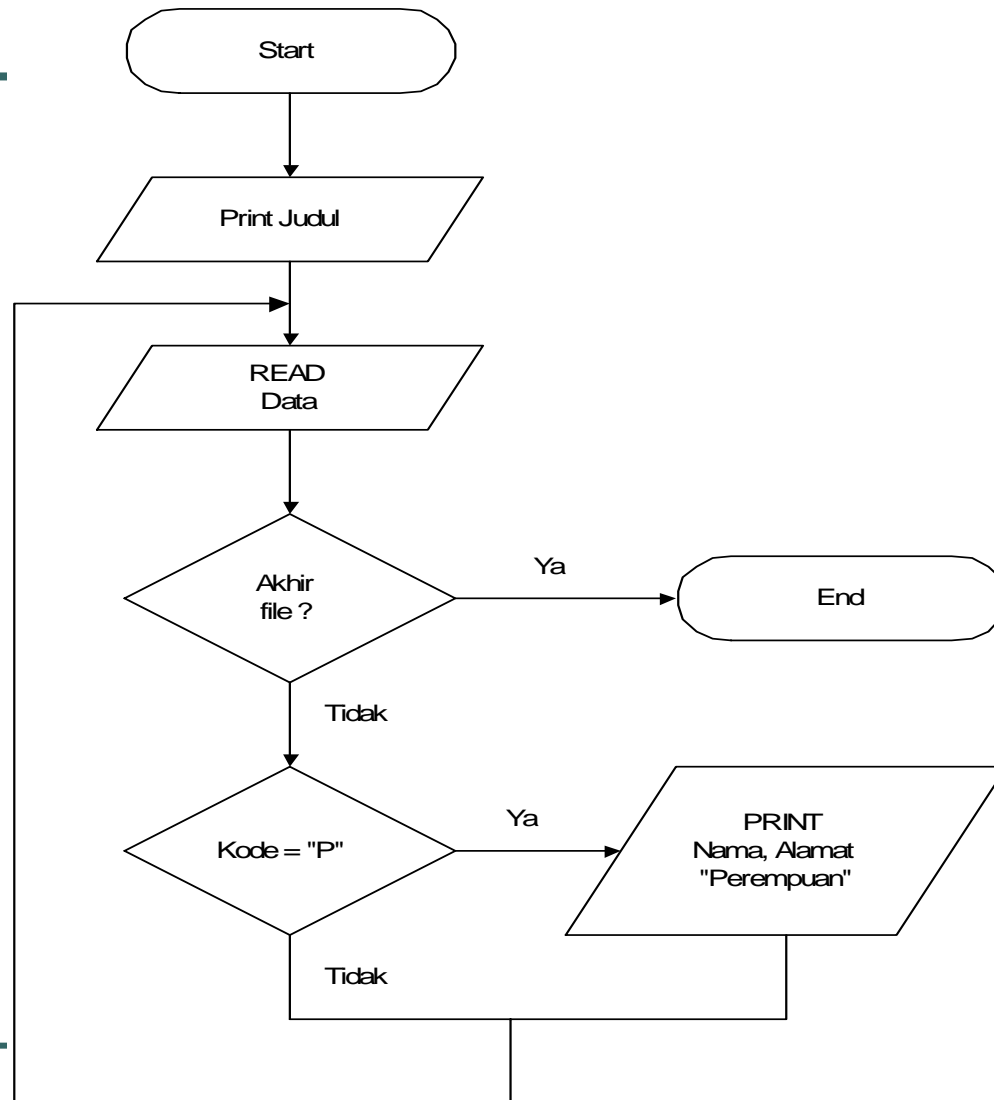 Start
Print Judul
READ
Data
Akhir
file ?
Ya
End
Tidak
Kode = "P"
Ya
PRINT
Nama, Alamat
"Perempuan"
Tidak